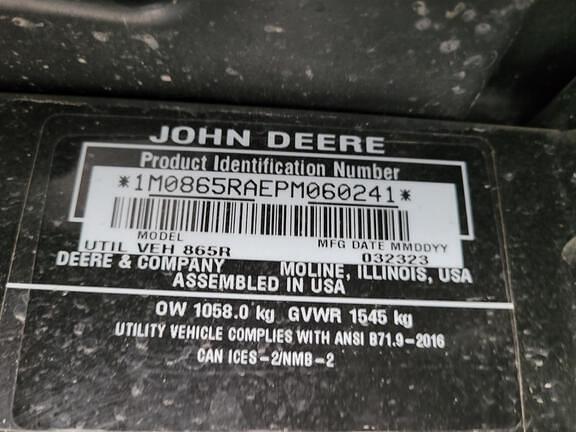 JOHN DEERE
Product Identification Number
*1M0865RAEPM060241*
MODEL MFG DATE MMDDYY
UTIL VEH 865R 032323
DEERE & COMPANY MOLINE, ILLINOIS, USA
ASSEMBLED IN USA
OW 1058.0 kg GVWR 1545 kg
UTILITY VEHICLE COMPLIES WITH ANSI B71.9-2016
CAN ICES-2/NMB-2